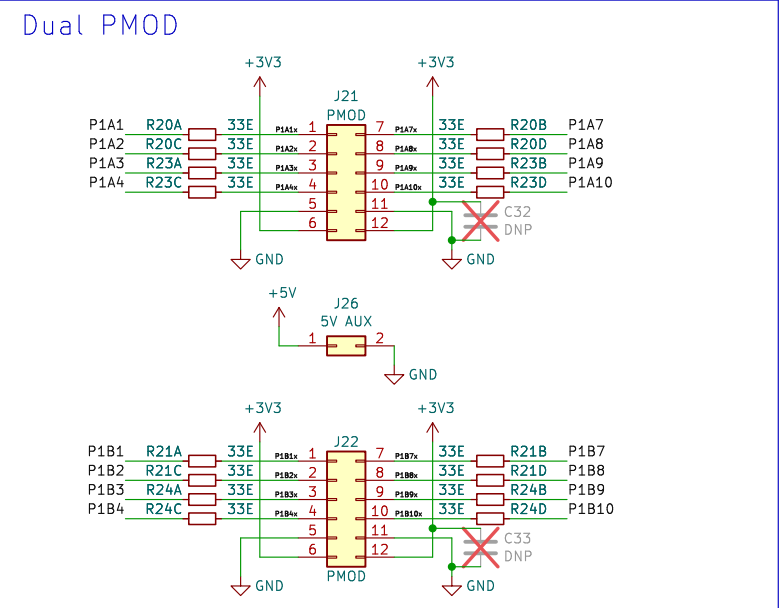 Dual PMOD
+3V3 +3V3
J21
PMOD
P1A1 R20A 33E P1A1x 1 7 P1A7x 33E R20B P1A7
P1A2 R20C 33E P1A2x 2 8 P1A8x 33E R20D P1A8
P1A3 R23A 33E P1A3x 3 9 P1A9x 33E R23B P1A9
P1A4 R23C 33E P1A4x 4 10 P1A10x 33E R23D P1A10
5 11 C32
6 12 DNP
GND GND
+5V
J26
5V AUX
1 2
GND
+3V3 +3V3
J22
P1B1 R21A 33E P1B1x 1 7 P1B7x 33E R21B P1B7
P1B2 R21C 33E P1B2x 2 8 P1B8x 33E R21D P1B8
P1B3 R24A 33E P1B3x 3 9 P1B9x 33E R24B P1B9
P1B4 R24C 33E P1B4x 4 10 P1B10x 33E R24D P1B10
5 11 C33
6 12 DNP
PMOD
GND GND